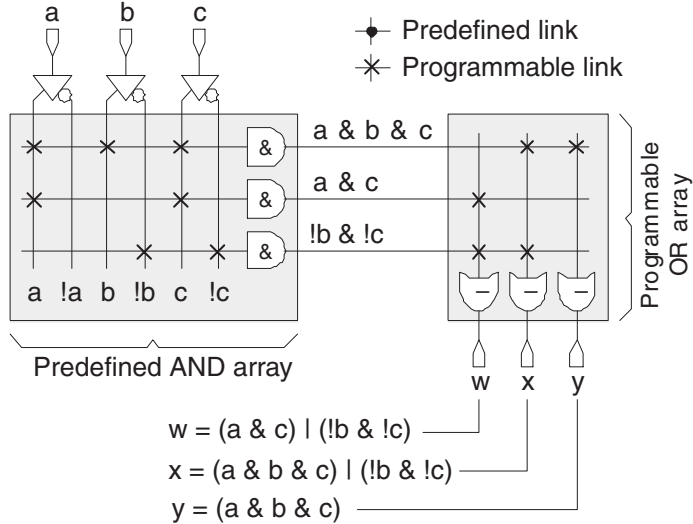 a b c
Predefined link
Programmable link
& a & b & c
& a & c
& !b & !c
a !a b !b c !c
Predefined AND array
Programmable
OR array
w x y
w = (a & c) | (!b & !c)
x = (a & b & c) | (!b & !c)
y = (a & b & c)